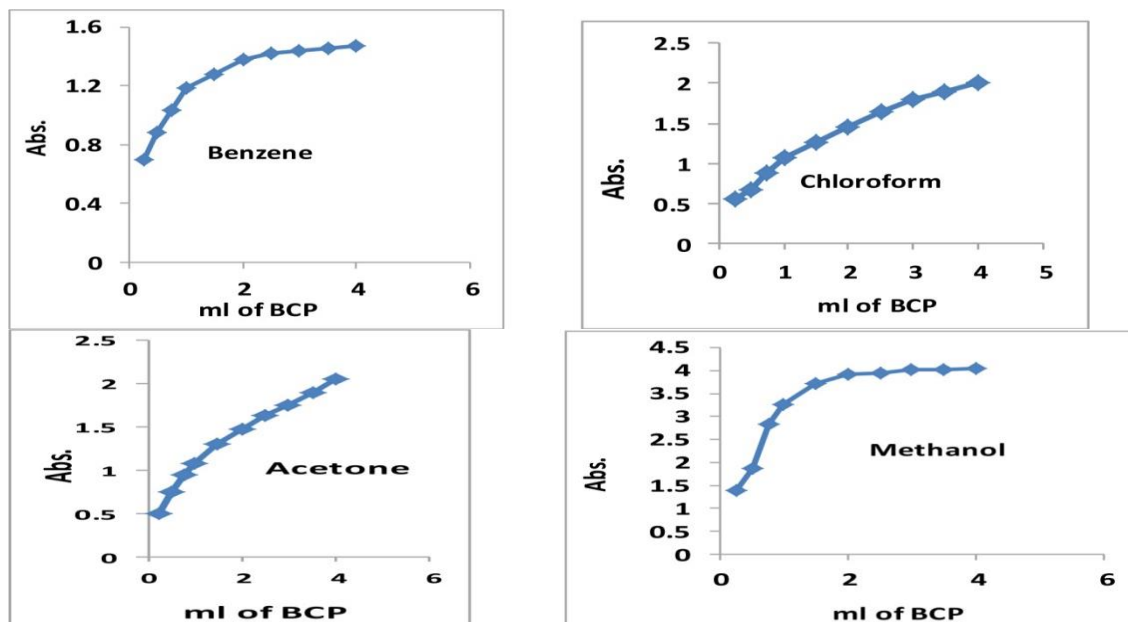 1.6
1.2
0.8
0.4
0
Abs.
Benzene
0 2 4 6
ml of BCP
2.5
2
1.5
1
0.5
0
Abs.
Chloroform
0 1 2 3 4 5
ml of BCP
2.5
2
1.5
1
0.5
0
Abs.
Acetone
0 2 4 6
ml of BCP
4.5
4
3.5
3
2.5
2
1.5
1
0.5
0
Abs.
Methanol
0 2 4 6
ml of BCP